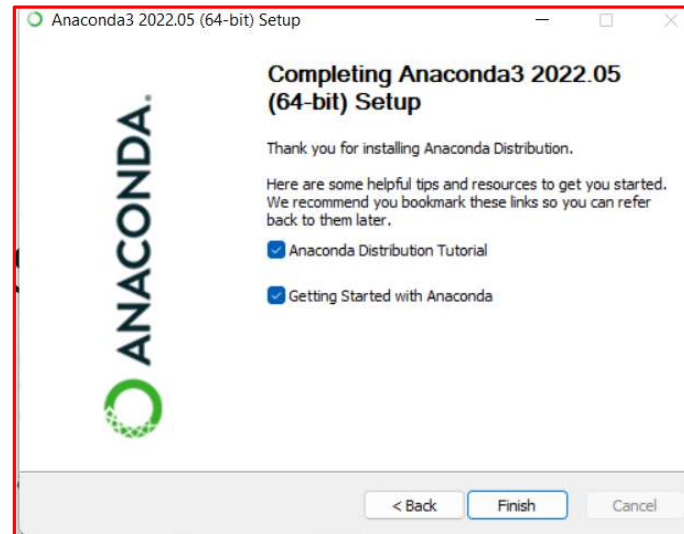 Anaconda3 2022.05 (64-bit) Setup
ANACONDA.
Completing Anaconda3 2022.05
(64-bit) Setup
Thank you for installing Anaconda Distribution.
Here are some helpful tips and resources to get you started.
We recommend you bookmark these links so you can refer
back to them later.
Anaconda Distribution Tutorial
Getting Started with Anaconda
< Back
Finish
Cancel